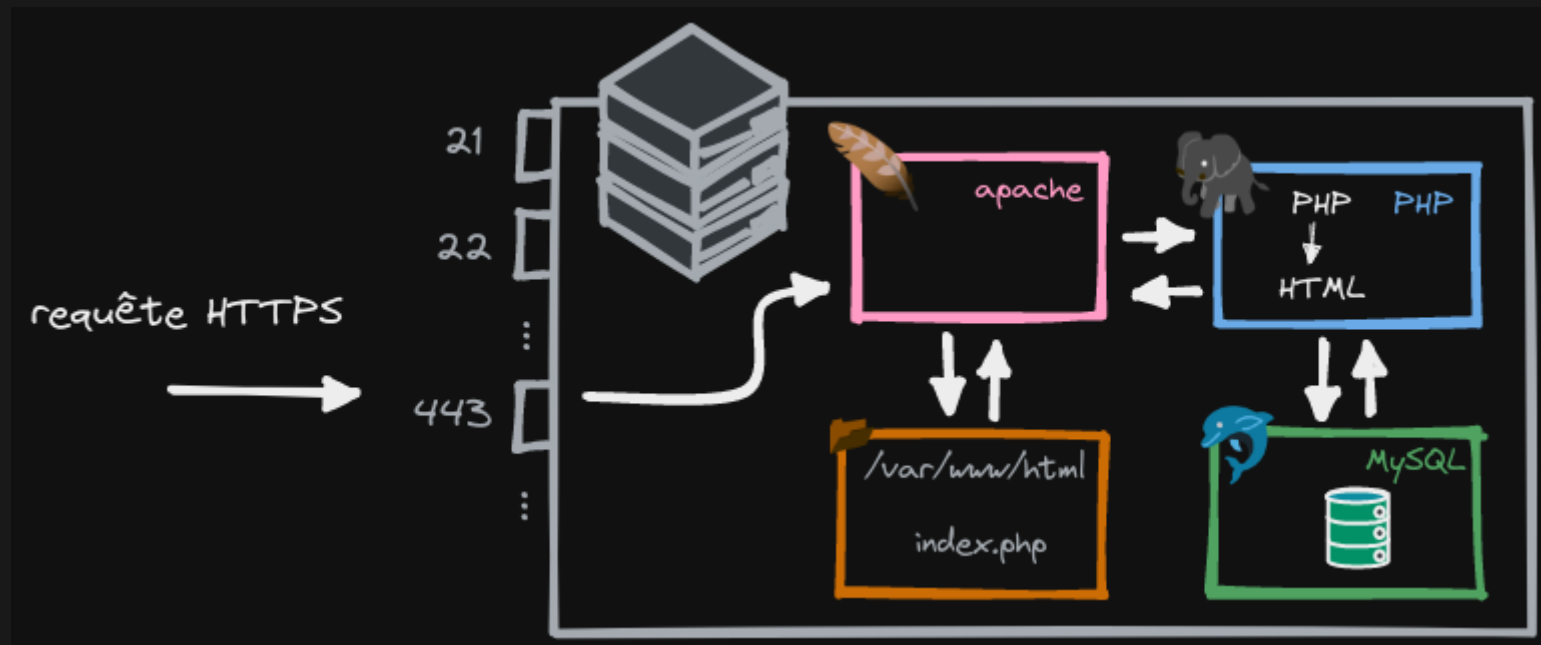 21
22
requête HTTPS
...
443
...
apache
PHP PHP
HTML
/var/www/html
index.php
MySQL